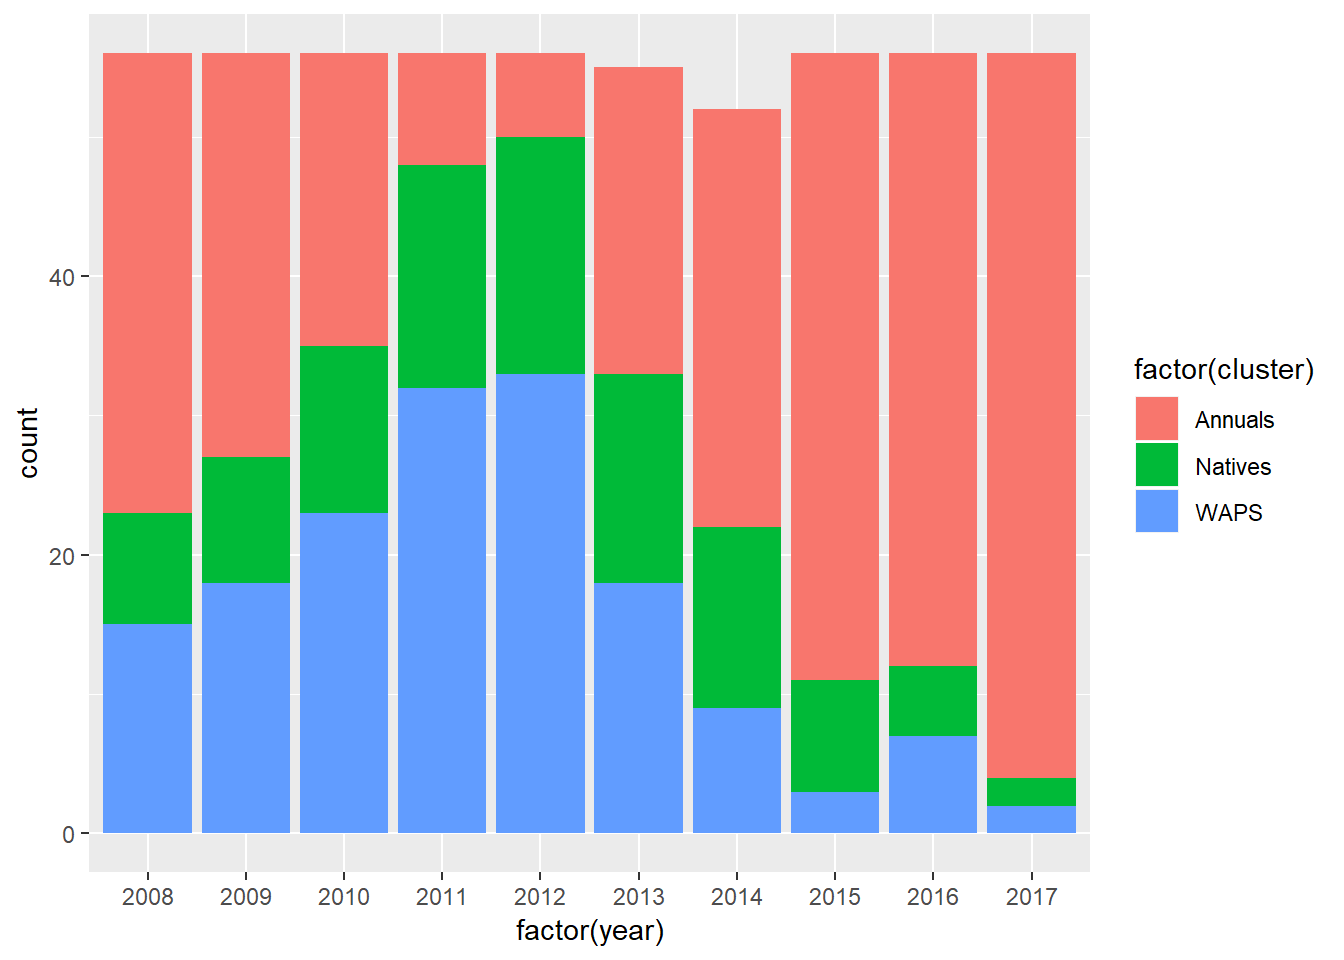 count
40
20
0
2008 2009 2010 2011 2012 2013 2014 2015 2016 2017
factor(year)
factor(cluster)
Annuals
Natives
WAPS